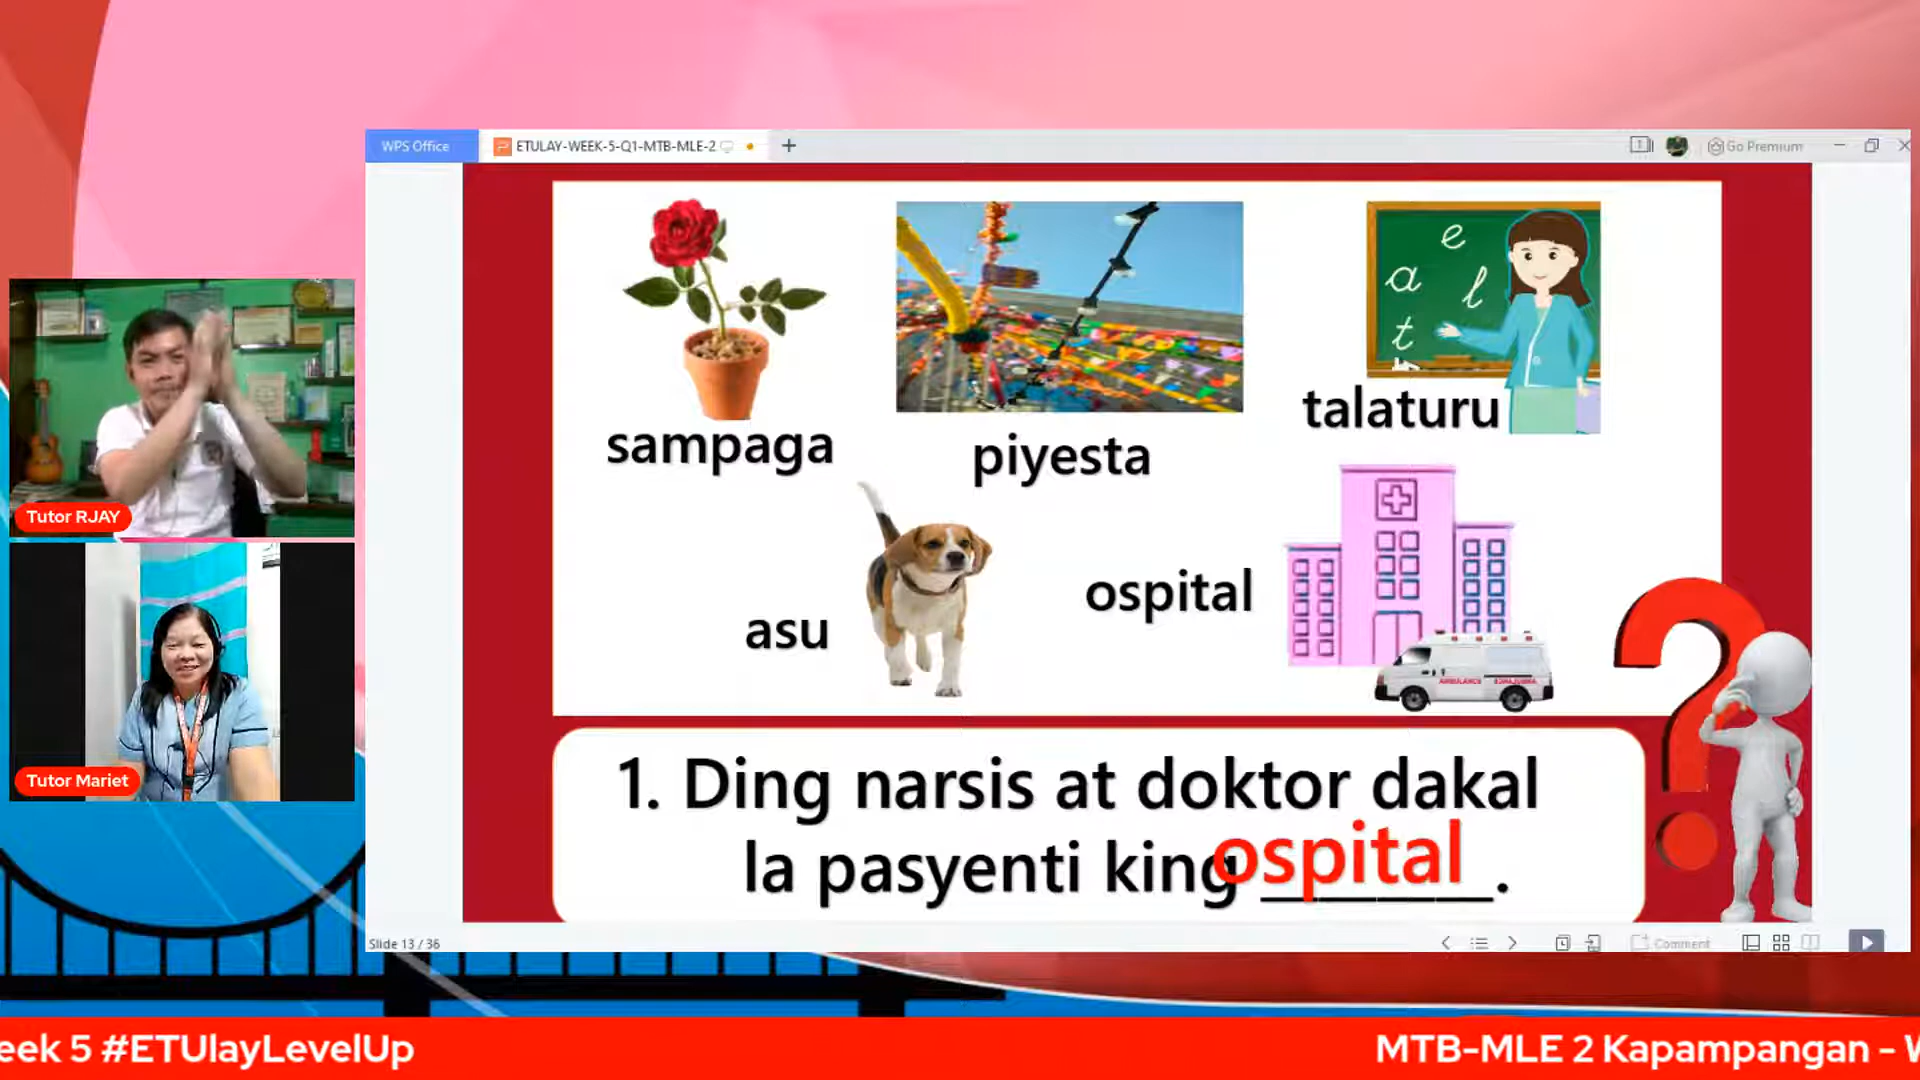 WPS Office
ETULAY-WEEK-5-Q1-MTB-MLE-2
Go Premium
e
a l
t
talaturu
sampaga
piyesta
ospital
asu
AMBULANCE
Tutor RJAY
Tutor Mariet
1. Ding narsis at doktor dakal
la pasyenti king ospital.
Slide 13 / 36
Comment
eek 5 #ETUlayLevelUp
MTB-MLE 2 Kapampangan - W